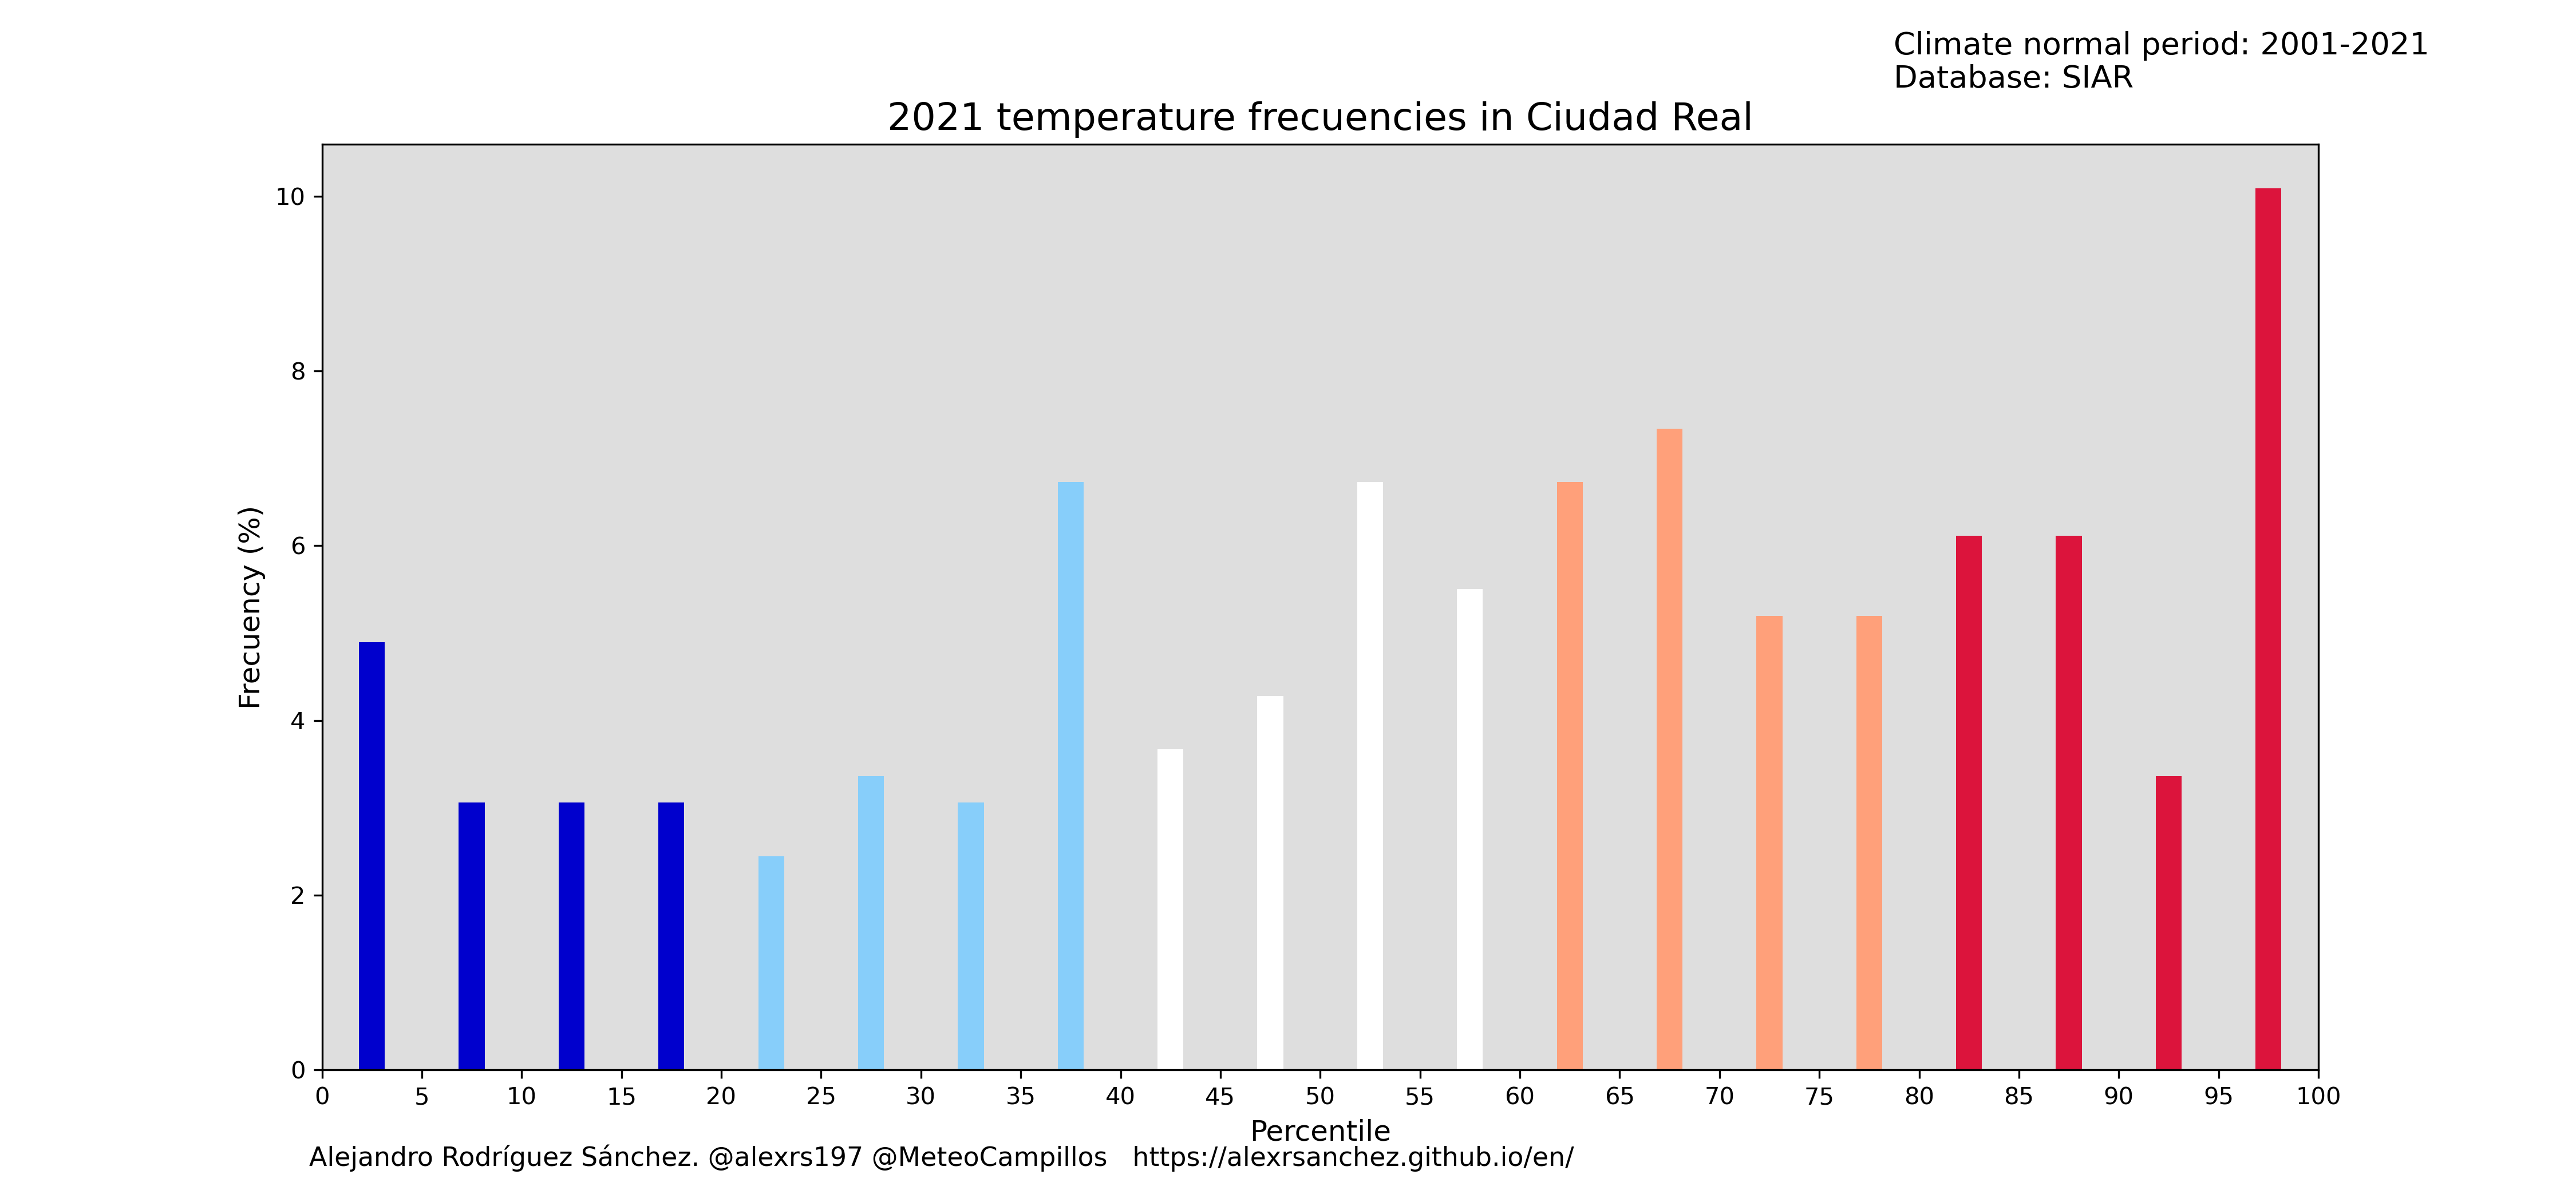 Climate normal period: 2001-2021
Database: SIAR
2021 temperature frecuencies in Ciudad Real
Frecuency (%)
10
8
6
4
2
0
0 5 10 15 20 25 30 35 40 45 50 55 60 65 70 75 80 85 90 95 100
Percentile
Alejandro Rodríguez Sánchez. @alexrs197 @MeteoCampillos https://alexrsanchez.github.io/en/